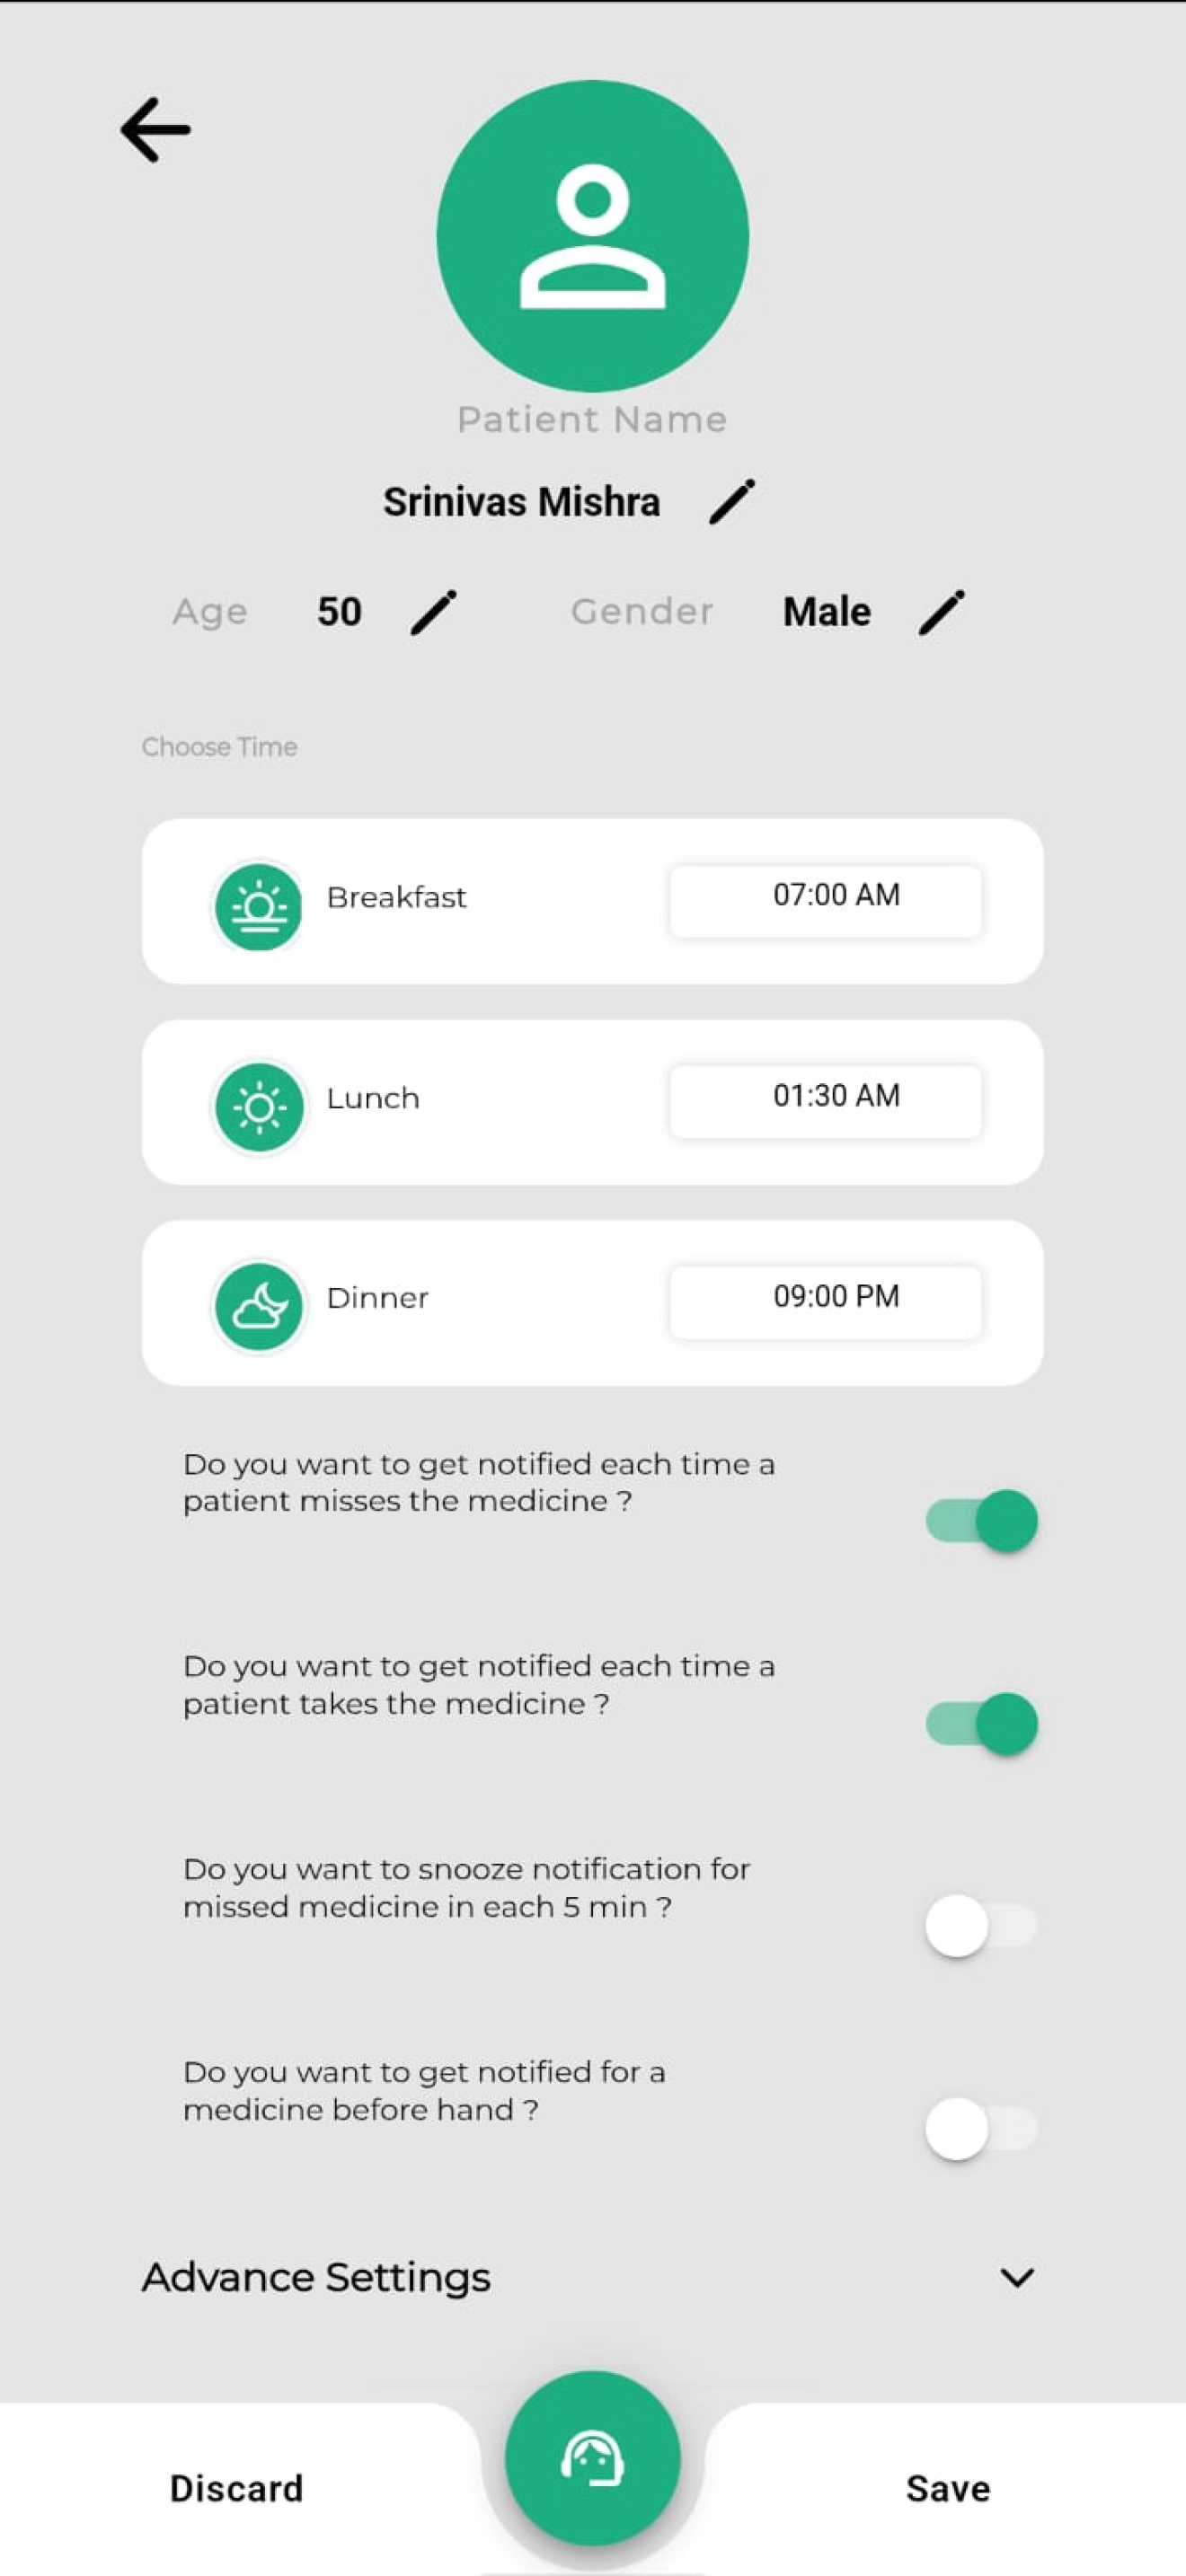 Patient Name
Srinivas Mishra
Age 50 Gender Male
Choose Time
Breakfast 07:00 AM
Lunch 01:30 AM
Dinner 09:00 PM
Do you want to get notified each time a
patient misses the medicine ?
Do you want to get notified each time a
patient takes the medicine ?
Do you want to snooze notification for
missed medicine in each 5 min ?
Do you want to get notified for a
medicine before hand ?
Advance Settings
Discard Save